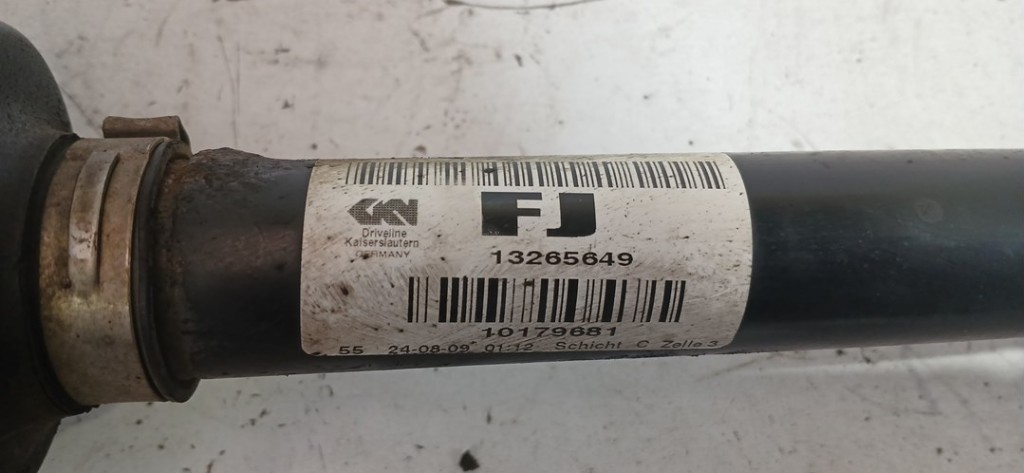 GKN
FJ
Driveline
Kaiserslautern
GERMANY
13265649
10179681
55 24-08-09 01:12 Schicht C Zelle 3